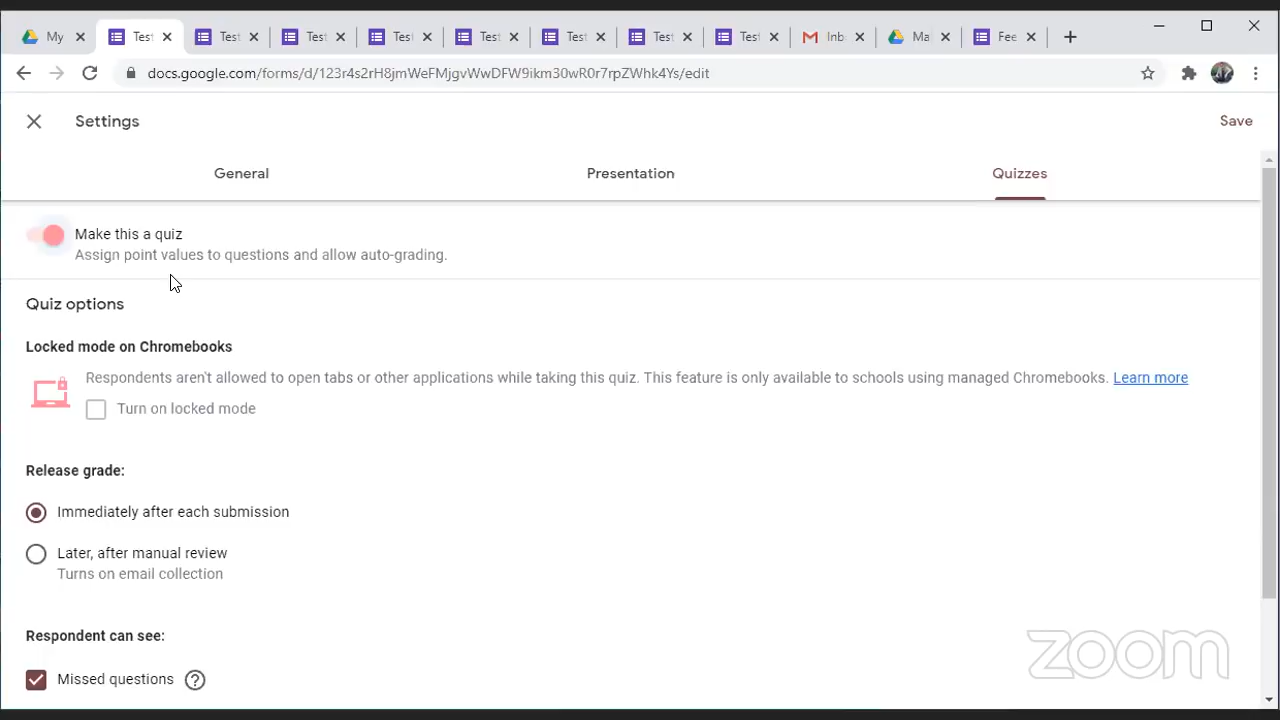 My
Test
Test
Test
Test
Test
Test
Test
Test
Inb
Ma
Fee
docs.google.com/forms/d/123r4s2rH8jmWeFMjgvWwDFW9ikm30wR0r7rpZWhk4Ys/edit
Settings
Save
General
Presentation
Quizzes
Make this a quiz
Assign point values to questions and allow auto-grading.
Quiz options
Locked mode on Chromebooks
Respondents aren't allowed to open tabs or other applications while taking this quiz. This feature is only available to schools using managed Chromebooks. Learn more
Turn on locked mode
Release grade:
Immediately after each submission
Later, after manual review
Turns on email collection
Respondent can see:
Missed questions
zoom